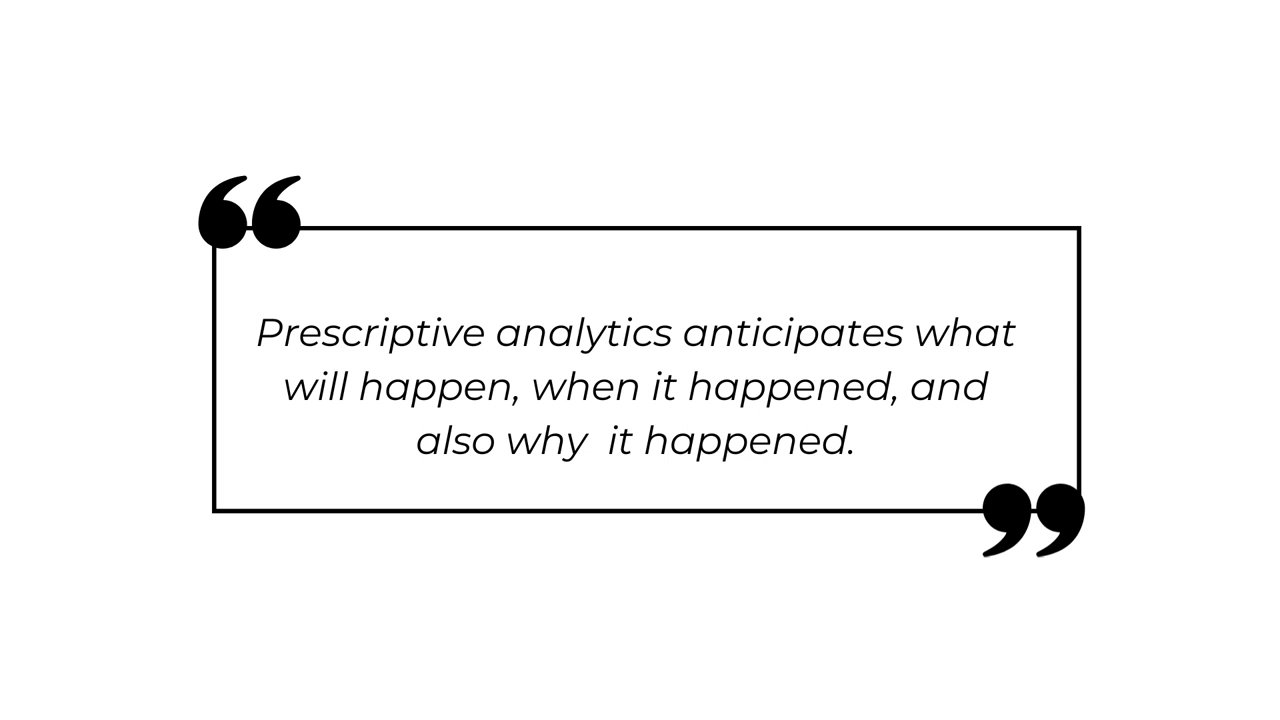 Prescriptive analytics anticipates what
will happen, when it happened, and
also why  it happened.